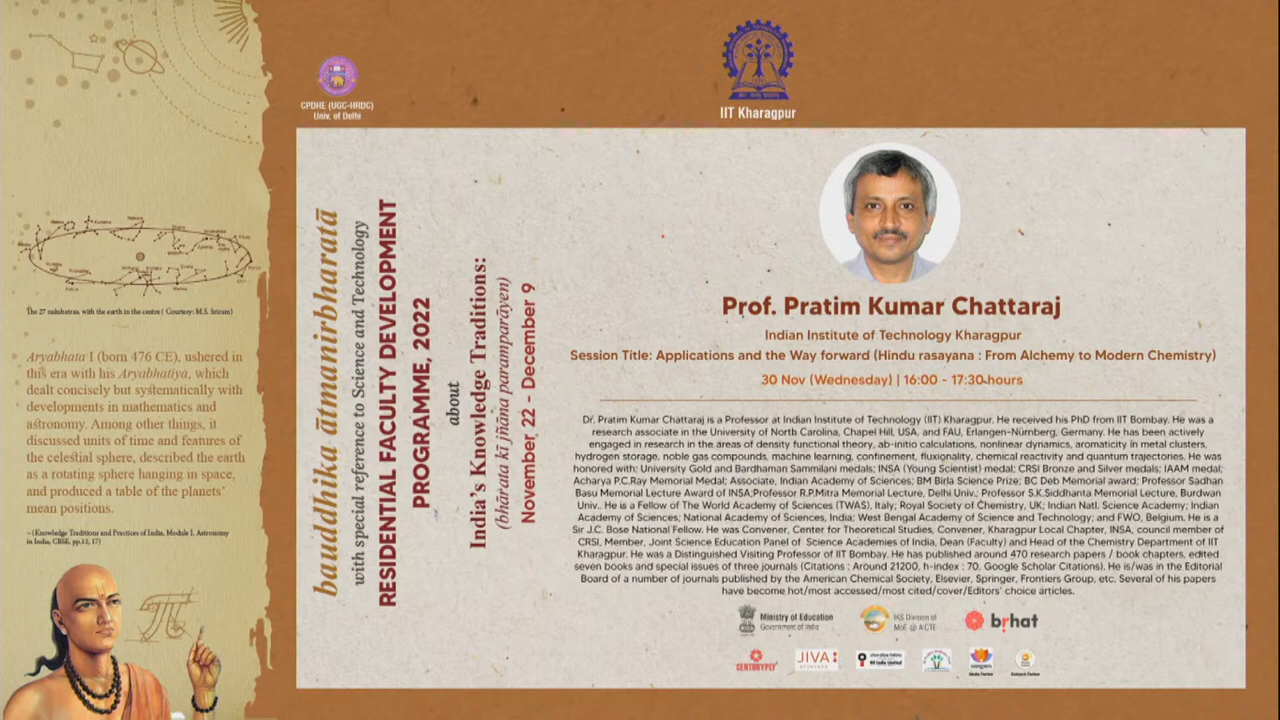 The 27 nakshatras, with the earth in the centre ( Courtesy: M.S. Sriram)
Aryabhata I (born 476 CE), ushered in
this era with his Aryabhatiya, which
dealt concisely but systematically with
developments in mathematics and
astronomy. Among other things, it
discussed units of time and features of
the celestial sphere, described the earth
as a rotating sphere hanging in space,
and produced a table of the planets'
mean positions.
~ (Knowledge Traditions and Practices of India, Module 1. Astronomy
in India, CBSE, pp.12, 17)
CPDHE (UGC-HRDC)
Univ. of Delhi
IIT Kharagpur
bauddhika ātmanirbharatā
with special reference to Science and Technology
RESIDENTIAL FACULTY DEVELOPMENT
PROGRAMME, 2022
about
India's Knowledge Traditions:
(bhārata kī jñāna paramparāyen)
November 22 - December 9
Prof. Pratim Kumar Chattaraj
Indian Institute of Technology Kharagpur
Session Title: Applications and the Way forward (Hindu rasayana : From Alchemy to Modern Chemistry)
30 Nov (Wednesday) | 16:00 - 17:30 hours
Dr. Pratim Kumar Chattaraj is a Professor at Indian Institute of Technology (IIT) Kharagpur. He received his PhD from IIT Bombay. He was a
research associate in the University of North Carolina, Chapel Hill, USA, and FAU, Erlangen-Nürnberg, Germany. He has been actively
engaged in research in the areas of density functional theory, ab-initio calculations, nonlinear dynamics, aromaticity in metal clusters,
hydrogen storage, noble gas compounds, machine learning, confinement, fluxionality, chemical reactivity and quantum trajectories. He was
honored with: University Gold and Bardhaman Sammilani medals; INSA (Young Scientist) medal; CRSI Bronze and Silver medals; IAAM medal;
Acharya P.C.Ray Memorial Medal; Associate, Indian Academy of Sciences; BM Birla Science Prize; BC Deb Memorial award; Professor Sadhan
Basu Memorial Lecture Award of INSA;Professor R.P.Mitra Memorial Lecture, Delhi Univ.; Professor S.K.Siddhanta Memorial Lecture, Burdwan
Univ.. He is a Fellow of The World Academy of Sciences (TWAS), Italy; Royal Society of Chemistry, UK; Indian Natl. Science Academy; Indian
Academy of Sciences; National Academy of Sciences, India; West Bengal Academy of Science and Technology; and FWO, Belgium. He is a
Sir J.C. Bose National Fellow. He was Convener, Center for Theoretical Studies, Convener, Kharagpur Local Chapter, INSA, council member of
CRSI, Member, Joint Science Education Panel of Science Academies of India, Dean (Faculty) and Head of the Chemistry Department of IIT
Kharagpur. He was a Distinguished Visiting Professor of IIT Bombay. He has published around 470 research papers / book chapters, edited
seven books and special issues of three journals (Citations : Around 21200, h-index : 70, Google Scholar Citations). He is/was in the Editorial
Board of a number of journals published by the American Chemical Society, Elsevier, Springer, Frontiers Group, etc. Several of his papers
have become hot/most accessed/most cited/cover/Editors' choice articles.
Ministry of Education
Government of India
IKS Division of
MoE @ AICTE
brhat
CENTURYPLY
JIVA
AYURVEDA